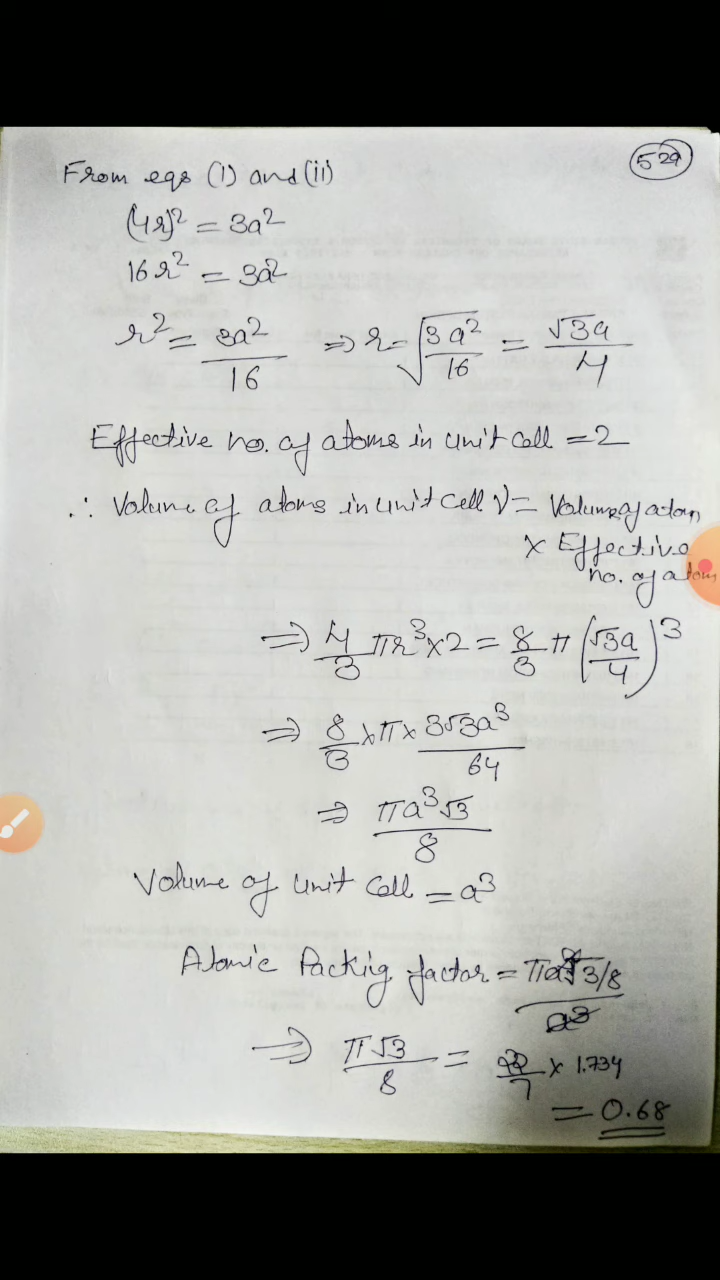 529
From eqs (i) and (ii)
(4r)² = 3a²
16r² = 3a²
r² = 3a²/16 ⇒ r = √(3a²/16) = √3a/4
Effective no. of atoms in unit cell = 2
∴ Volume of atoms in unit cell V = Volume of atom
× Effective
no. of atom
⇒ 4/3 πr³ × 2 = 8/3 π (√3a/4)³
⇒ 8/3 × π × 3√3a³/64
⇒ πa³√3/8
Volume of unit cell = a³
Atomic Packing factor = πa³√3/8 / a³
⇒ π√3/8 = /7 × 1.734
= 0.68